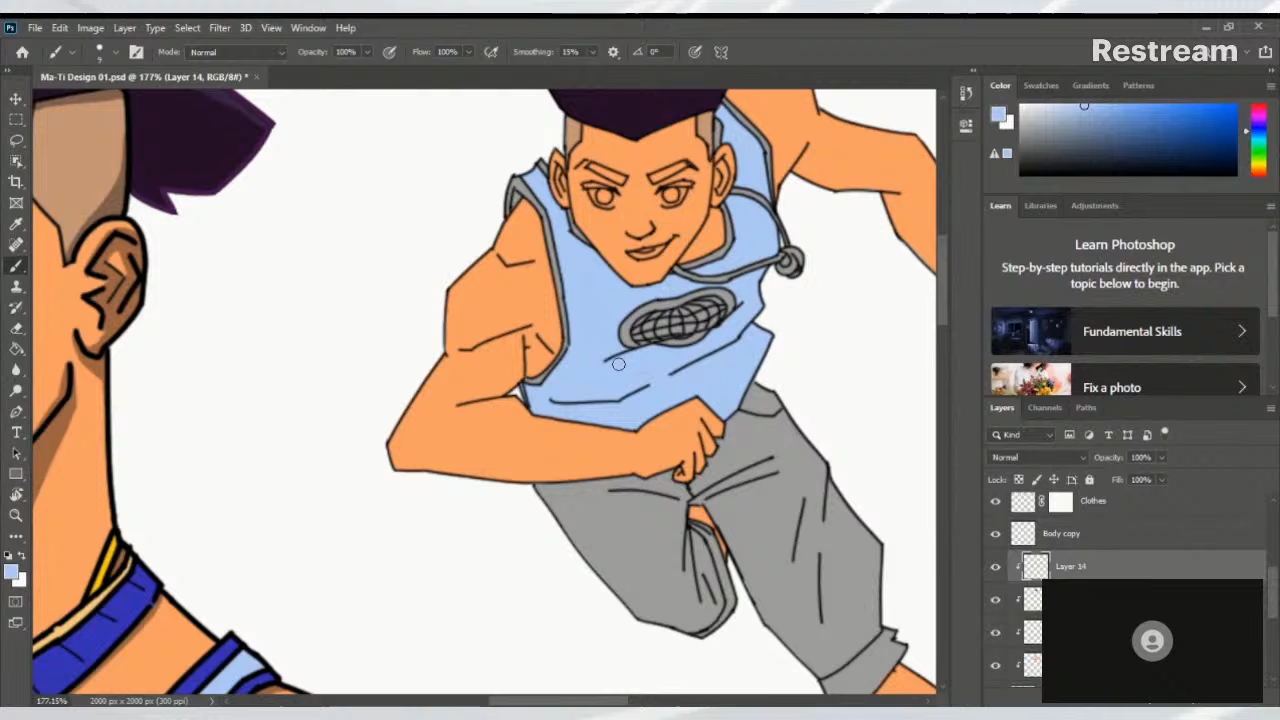 Ps File Edit Image Layer Type Select Filter 3D View Window Help
9 Mode: Normal Opacity: 100% Flow: 100% Smoothing: 15% 0°
Restream
Ma-Ti Design 01.psd @ 177% (Layer 14, RGB/8#) *
Color Swatches Gradients Patterns
Learn Libraries Adjustments
Learn Photoshop
Step-by-step tutorials directly in the app. Pick a
topic below to begin.
Fundamental Skills
Fix a photo
Layers Channels Paths
Kind
Normal Opacity: 100%
Lock: Fill: 100%
Clothes
Body copy
Layer 14
177.15% 2000 px x 2000 px (300 ppi)